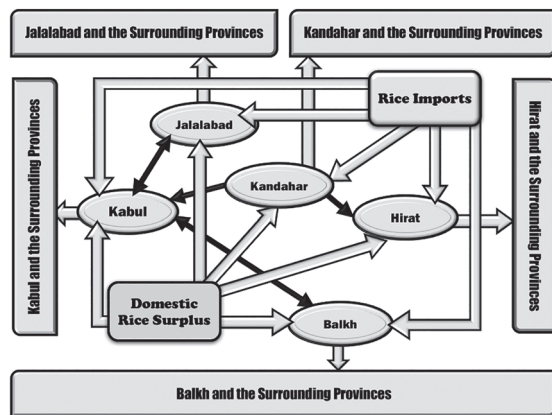 Jalalabad and the Surrounding Provinces
Kandahar and the Surrounding Provinces
Kabul and the Surrounding Provinces
Rice Imports
Hirat and the Surrounding Provinces
Jalalabad
Kandahar
Kabul
Hirat
Domestic
Rice Surplus
Balkh
Balkh and the Surrounding Provinces